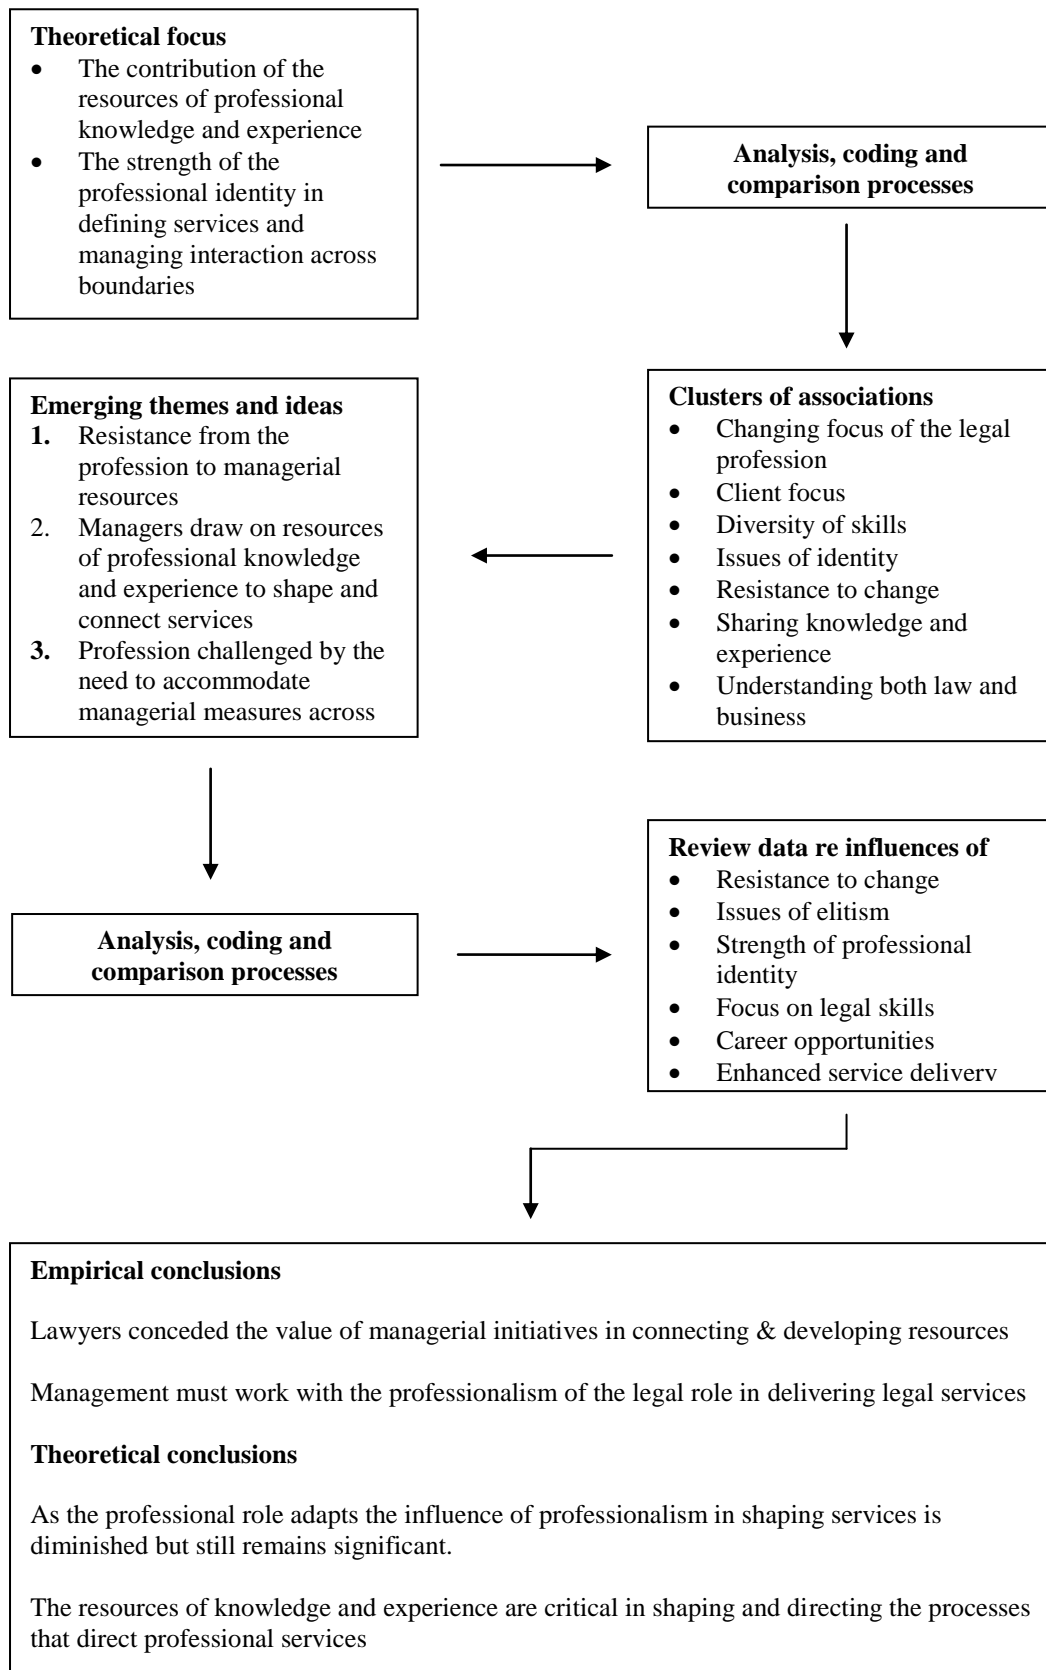 Theoretical focus
• The contribution of the
resources of professional
knowledge and experience
• The strength of the
professional identity in
defining services and
managing interaction across
boundaries
Analysis, coding and
comparison processes
Clusters of associations
• Changing focus of the legal
profession
• Client focus
• Diversity of skills
• Issues of identity
• Resistance to change
• Sharing knowledge and
experience
• Understanding both law and
business
Emerging themes and ideas
1. Resistance from the
profession to managerial
resources
2. Managers draw on resources
of professional knowledge
and experience to shape and
connect services
3. Profession challenged by the
need to accommodate
managerial measures across
Analysis, coding and
comparison processes
Review data re influences of
• Resistance to change
• Issues of elitism
• Strength of professional
identity
• Focus on legal skills
• Career opportunities
• Enhanced service delivery
Empirical conclusions
Lawyers conceded the value of managerial initiatives in connecting & developing resources
Management must work with the professionalism of the legal role in delivering legal services
Theoretical conclusions
As the professional role adapts the influence of professionalism in shaping services is
diminished but still remains significant.
The resources of knowledge and experience are critical in shaping and directing the processes
that direct professional services